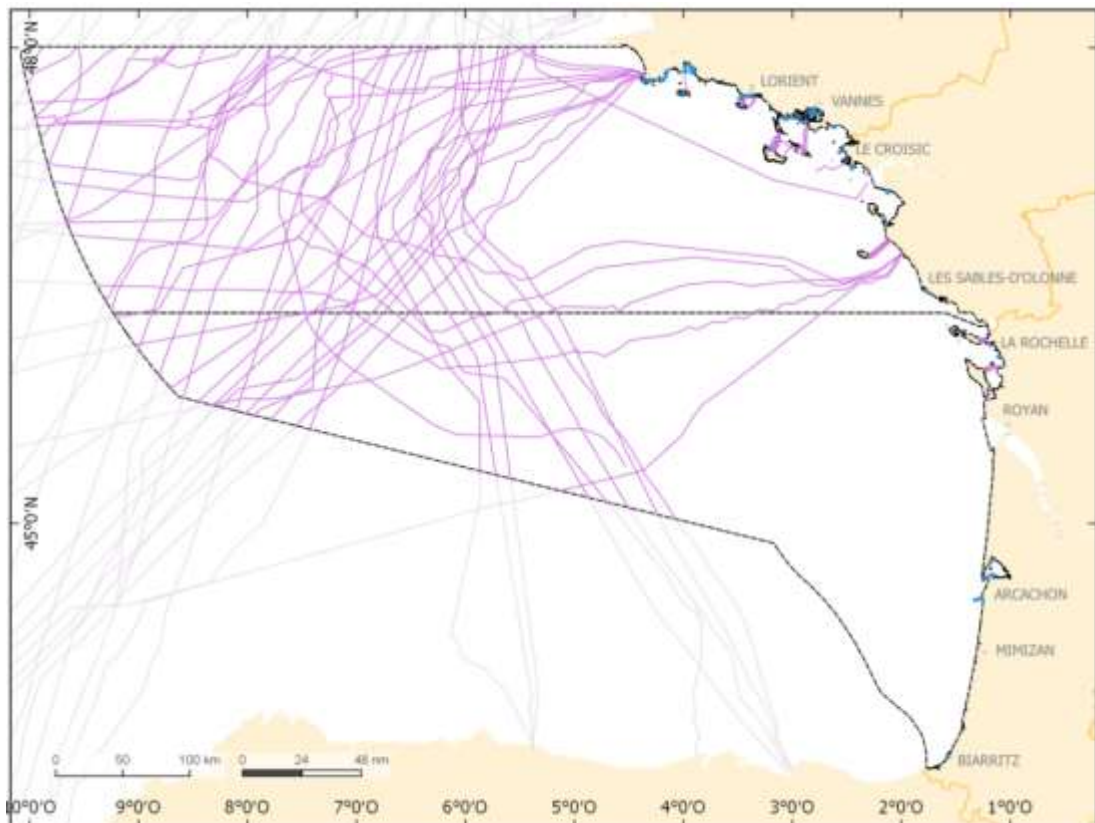 48°0'N
LORIENT
VANNES
LE CROISIC
LES SABLES-D'OLONNE
LA ROCHELLE
ROYAN
45°0'N
ARCACHON
MIMIZAN
BIARRITZ
0 50 100 km 0 24 48 nm
10°0'O 9°0'O 8°0'O 7°0'O 6°0'O 5°0'O 4°0'O 3°0'O 2°0'O 1°0'O